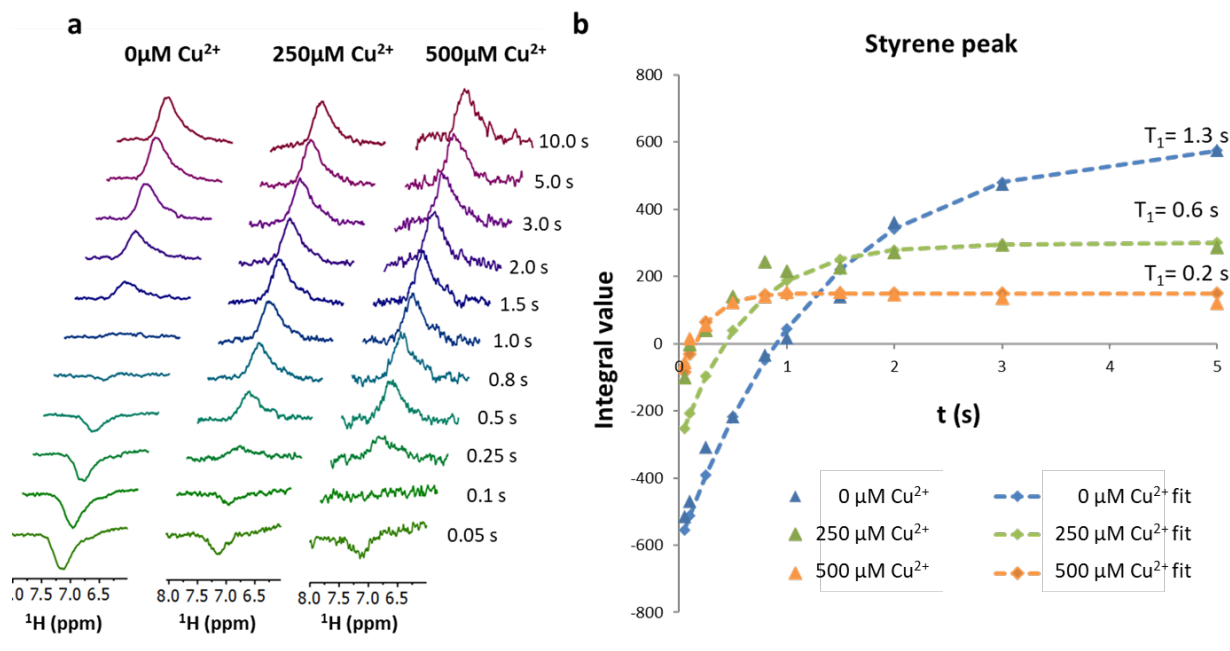 a
0μM Cu²⁺ 250μM Cu²⁺ 500μM Cu²⁺
10.0 s
5.0 s
3.0 s
2.0 s
1.5 s
1.0 s
0.8 s
0.5 s
0.25 s
0.1 s
0.05 s
.0 7.5 7.0 6.5
8.0 7.0 6.5
8.0 7.5 7.0 6.5
¹H (ppm) ¹H (ppm) ¹H (ppm)
b
Styrene peak
Integral value
800
600
400
200
0
-200
-400
-600
-800
0 1 2 3 4 5
t (s)
T₁= 1.3 s
T₁= 0.6 s
T₁= 0.2 s
0 μM Cu²⁺ 0 μM Cu²⁺ fit
250 μM Cu²⁺ 250 μM Cu²⁺ fit
500 μM Cu²⁺ 500 μM Cu²⁺ fit